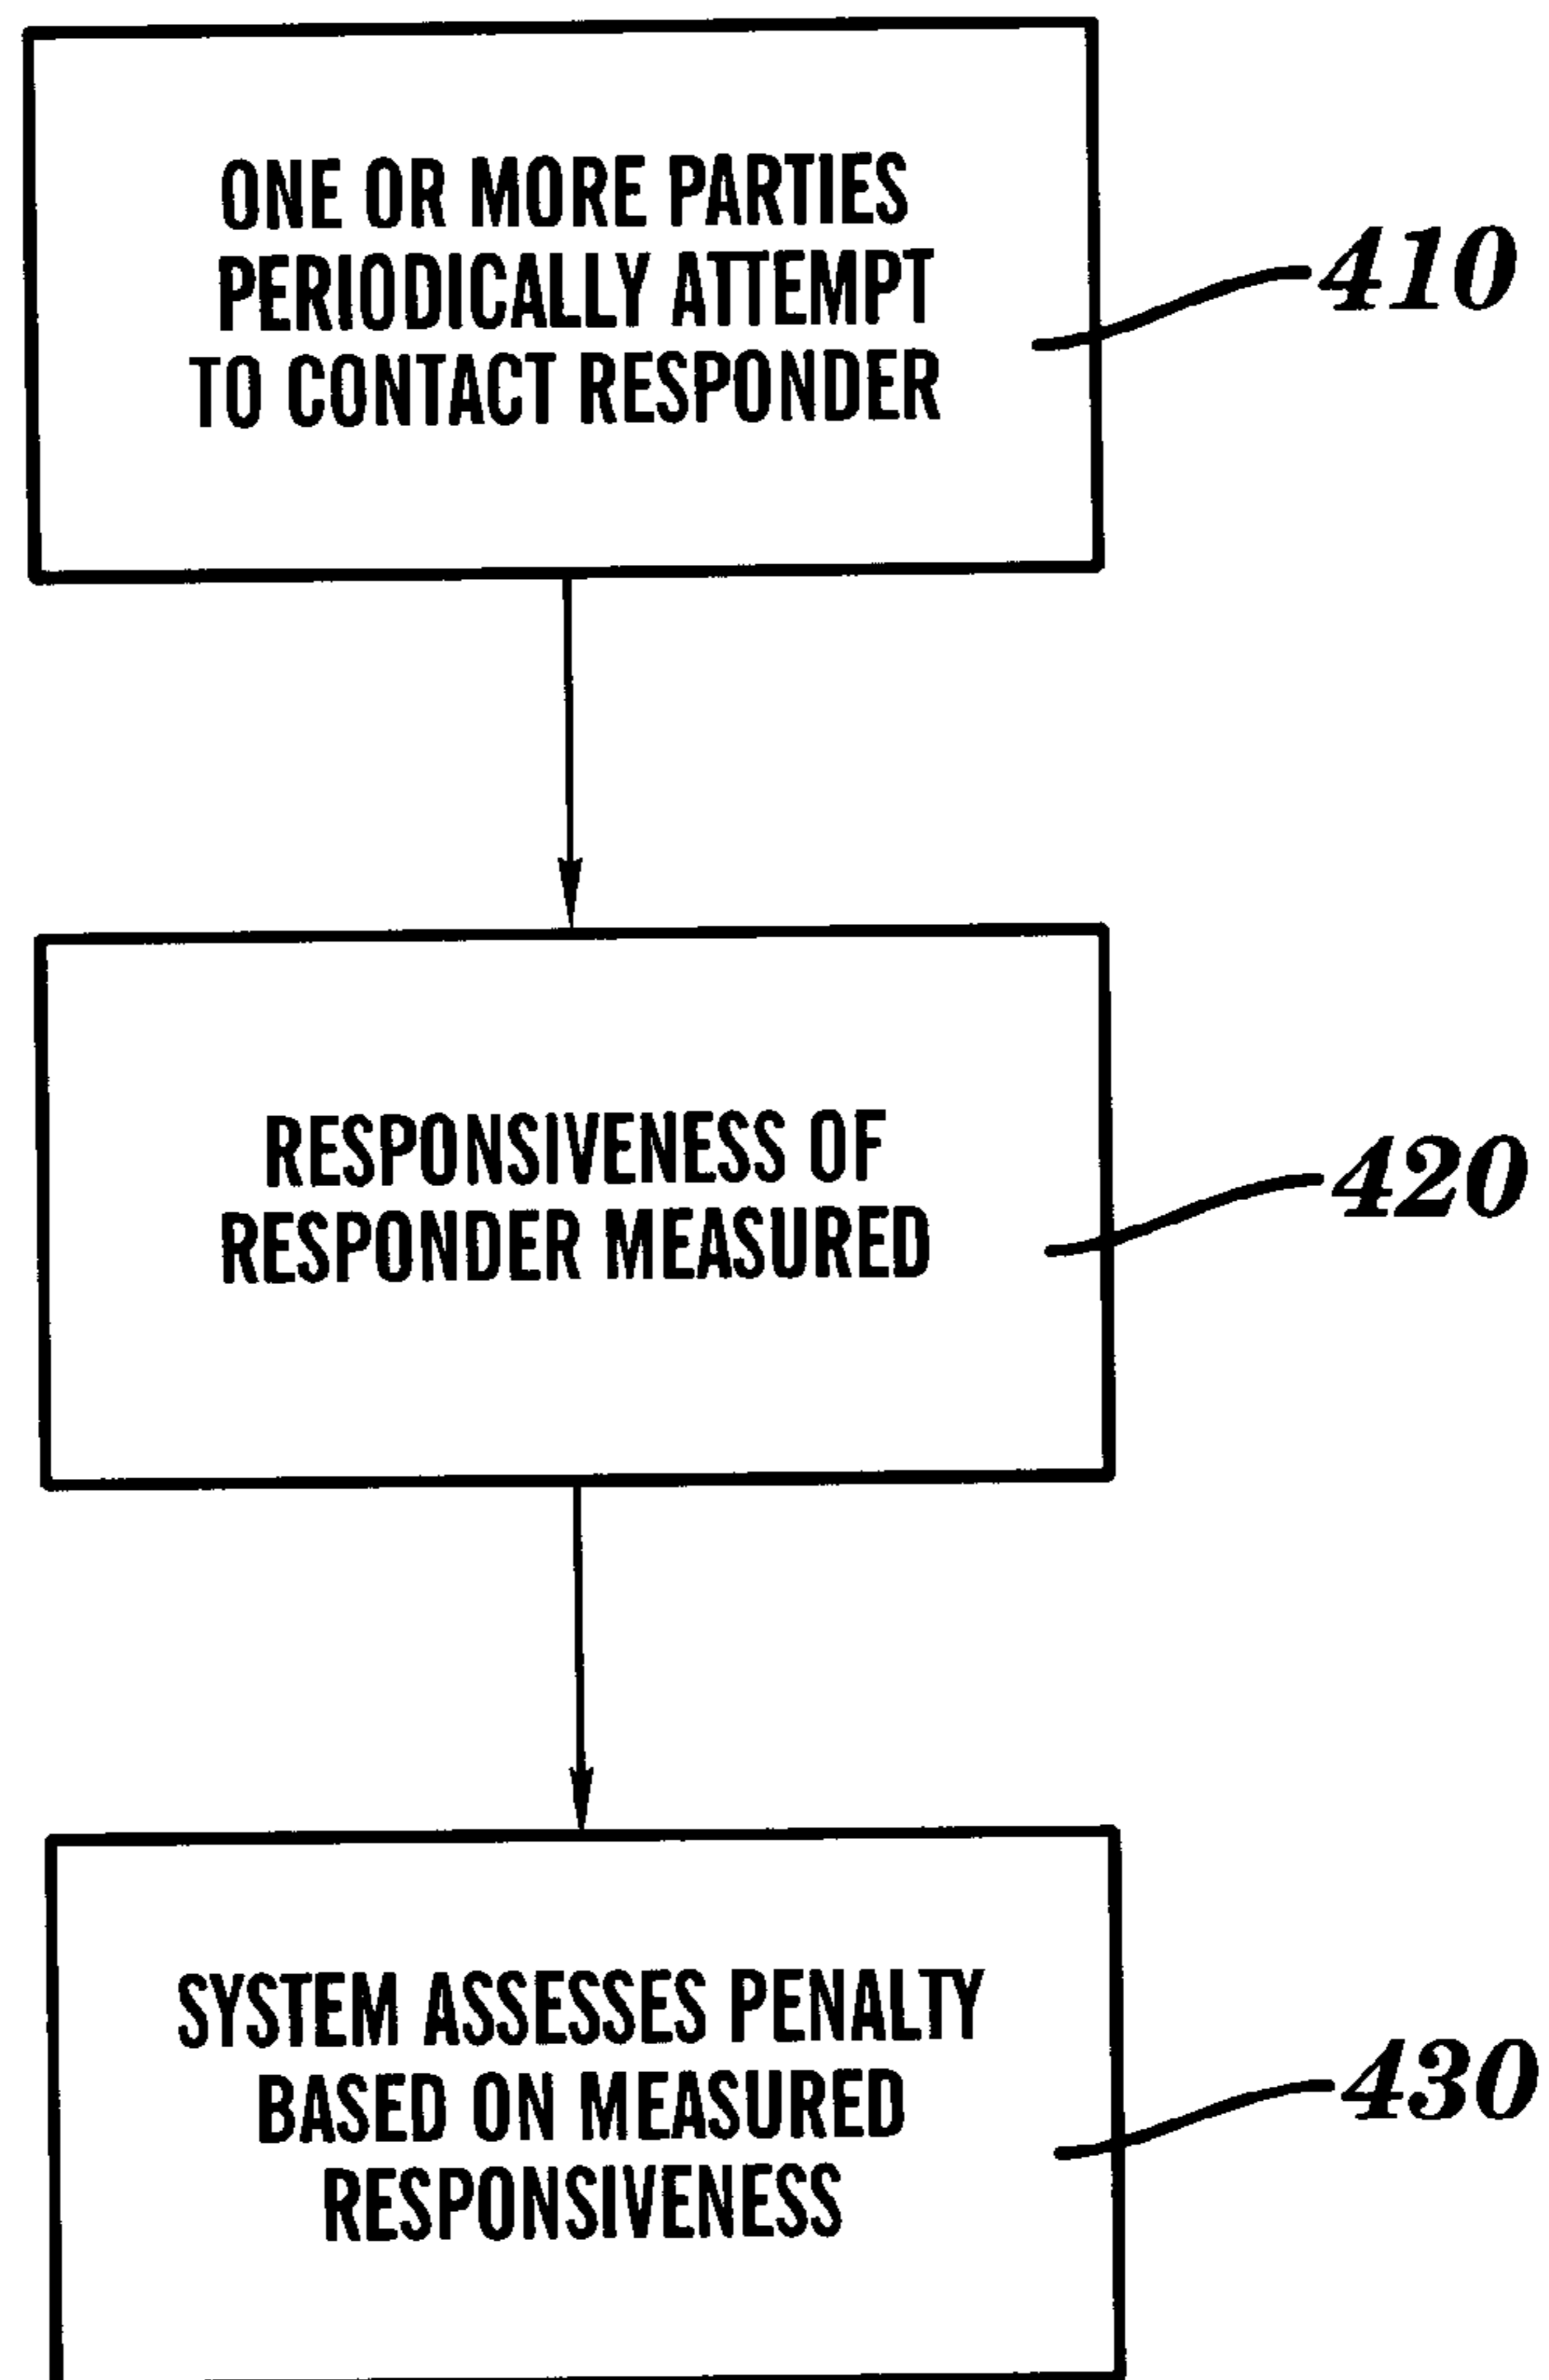 ONE OR MORE PARTIES
PERIODICALLY ATTEMPT
TO CONTACT RESPONDER
410
RESPONSIVENESS OF
RESPONDER MEASURED
420
SYSTEM ASSESSES PENALTY
BASED ON MEASURED
RESPONSIVENESS
430